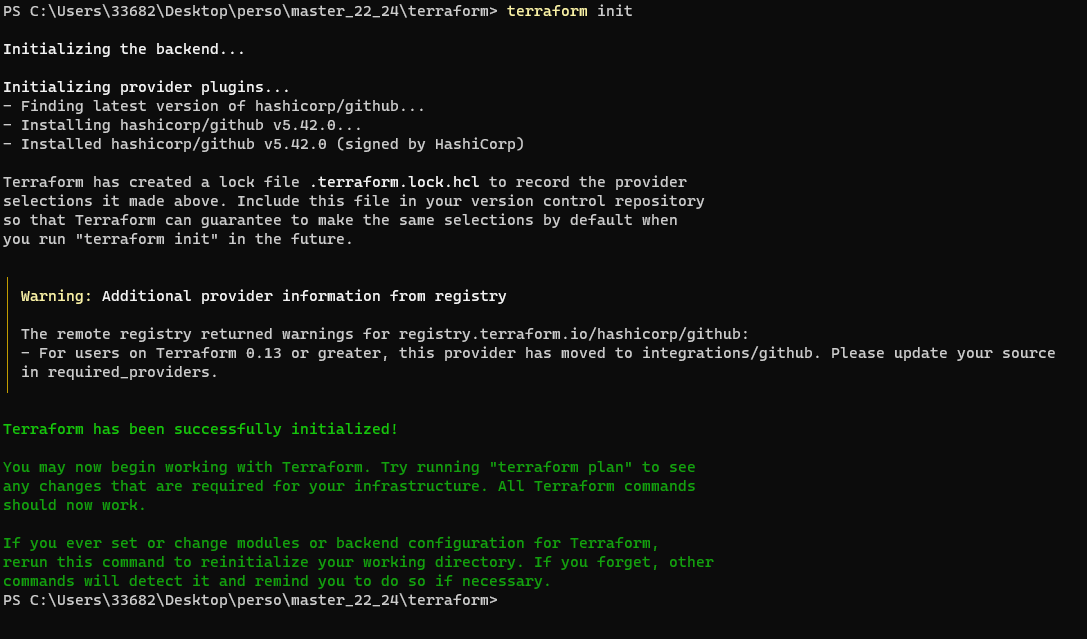 PS C:\Users\33682\Desktop\perso\master_22_24\terraform> terraform init
Initializing the backend...
Initializing provider plugins...
- Finding latest version of hashicorp/github...
- Installing hashicorp/github v5.42.0...
- Installed hashicorp/github v5.42.0 (signed by HashiCorp)
Terraform has created a lock file .terraform.lock.hcl to record the provider
selections it made above. Include this file in your version control repository
so that Terraform can guarantee to make the same selections by default when
you run "terraform init" in the future.
Warning: Additional provider information from registry
The remote registry returned warnings for registry.terraform.io/hashicorp/github:
- For users on Terraform 0.13 or greater, this provider has moved to integrations/github. Please update your source
in required_providers.
Terraform has been successfully initialized!
You may now begin working with Terraform. Try running "terraform plan" to see
any changes that are required for your infrastructure. All Terraform commands
should now work.
If you ever set or change modules or backend configuration for Terraform,
rerun this command to reinitialize your working directory. If you forget, other
commands will detect it and remind you to do so if necessary.
PS C:\Users\33682\Desktop\perso\master_22_24\terraform>